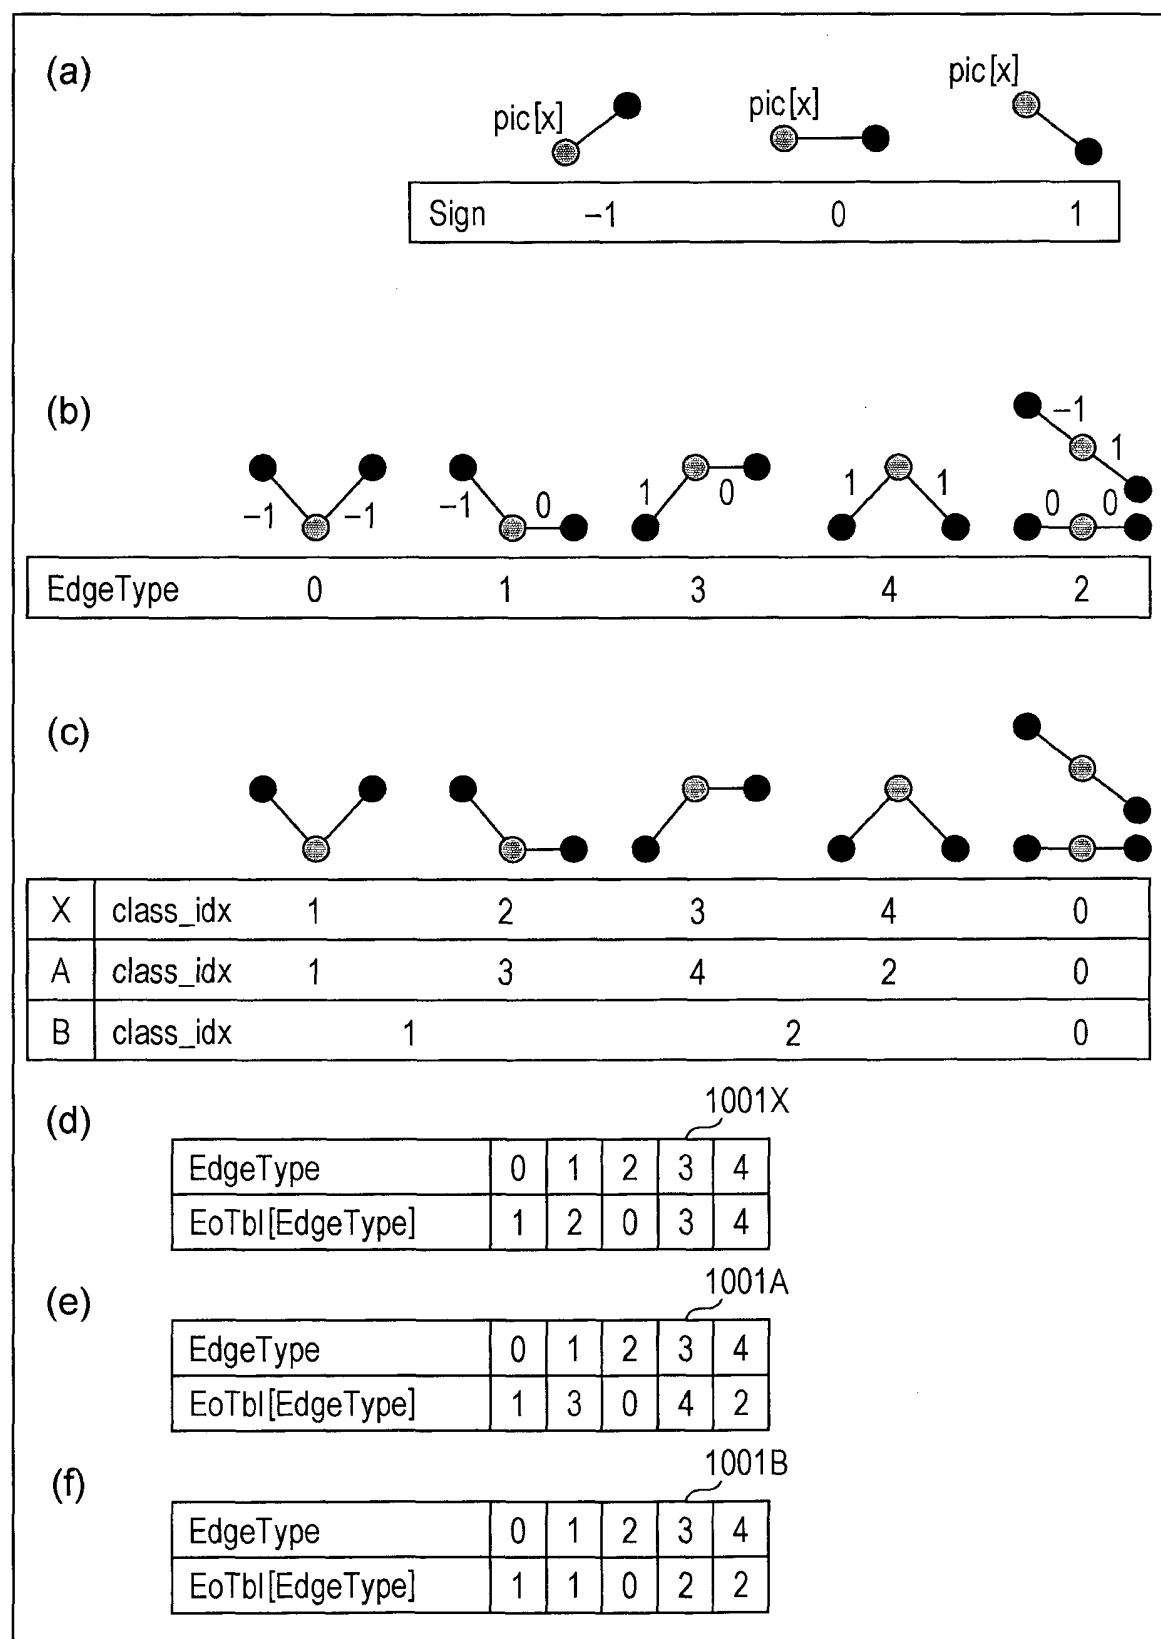 (a)
pic[x] pic[x] pic[x]
Sign –1 0 1
(b)
–1 –1 –1 0 1 0 1 1 –1 1 0 0
EdgeType 0 1 3 4 2
(c)
X class_idx 1 2 3 4 0
A class_idx 1 3 4 2 0
B class_idx 1 2 0
(d)
1001X
EdgeType 0 1 2 3 4
EoTbl[EdgeType] 1 2 0 3 4
(e)
1001A
EdgeType 0 1 2 3 4
EoTbl[EdgeType] 1 3 0 4 2
(f)
1001B
EdgeType 0 1 2 3 4
EoTbl[EdgeType] 1 1 0 2 2